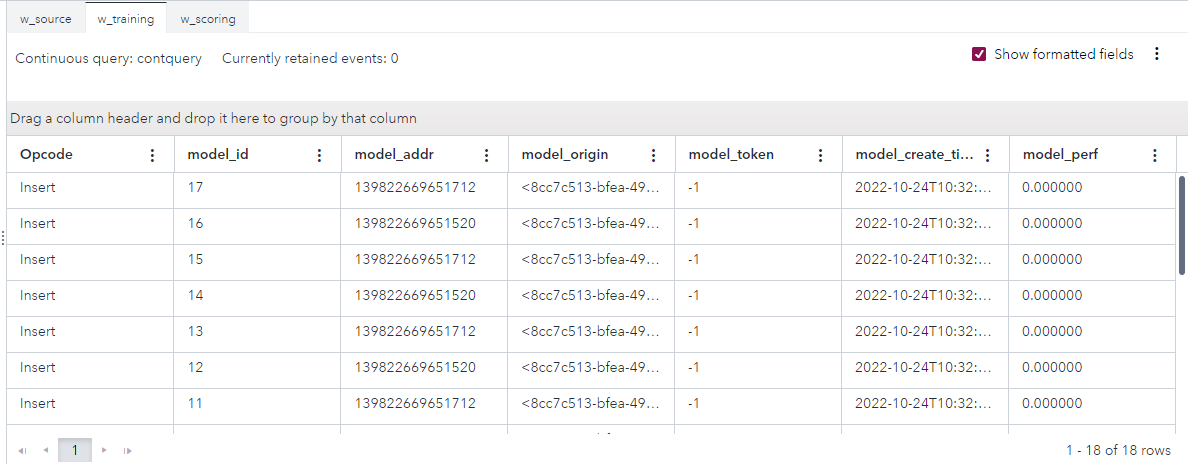 w_source w_training w_scoring
Continuous query: contquery Currently retained events: 0 Show formatted fields
Drag a column header and drop it here to group by that column
Opcode model_id model_addr model_origin model_token model_create_ti... model_perf
Insert 17 139822669651712 <8cc7c513-bfea-49... -1 2022-10-24T10:32:... 0.000000
Insert 16 139822669651520 <8cc7c513-bfea-49... -1 2022-10-24T10:32:... 0.000000
Insert 15 139822669651712 <8cc7c513-bfea-49... -1 2022-10-24T10:32:... 0.000000
Insert 14 139822669651520 <8cc7c513-bfea-49... -1 2022-10-24T10:32:... 0.000000
Insert 13 139822669651712 <8cc7c513-bfea-49... -1 2022-10-24T10:32:... 0.000000
Insert 12 139822669651520 <8cc7c513-bfea-49... -1 2022-10-24T10:32:... 0.000000
Insert 11 139822669651712 <8cc7c513-bfea-49... -1 2022-10-24T10:32:... 0.000000
1 1 - 18 of 18 rows